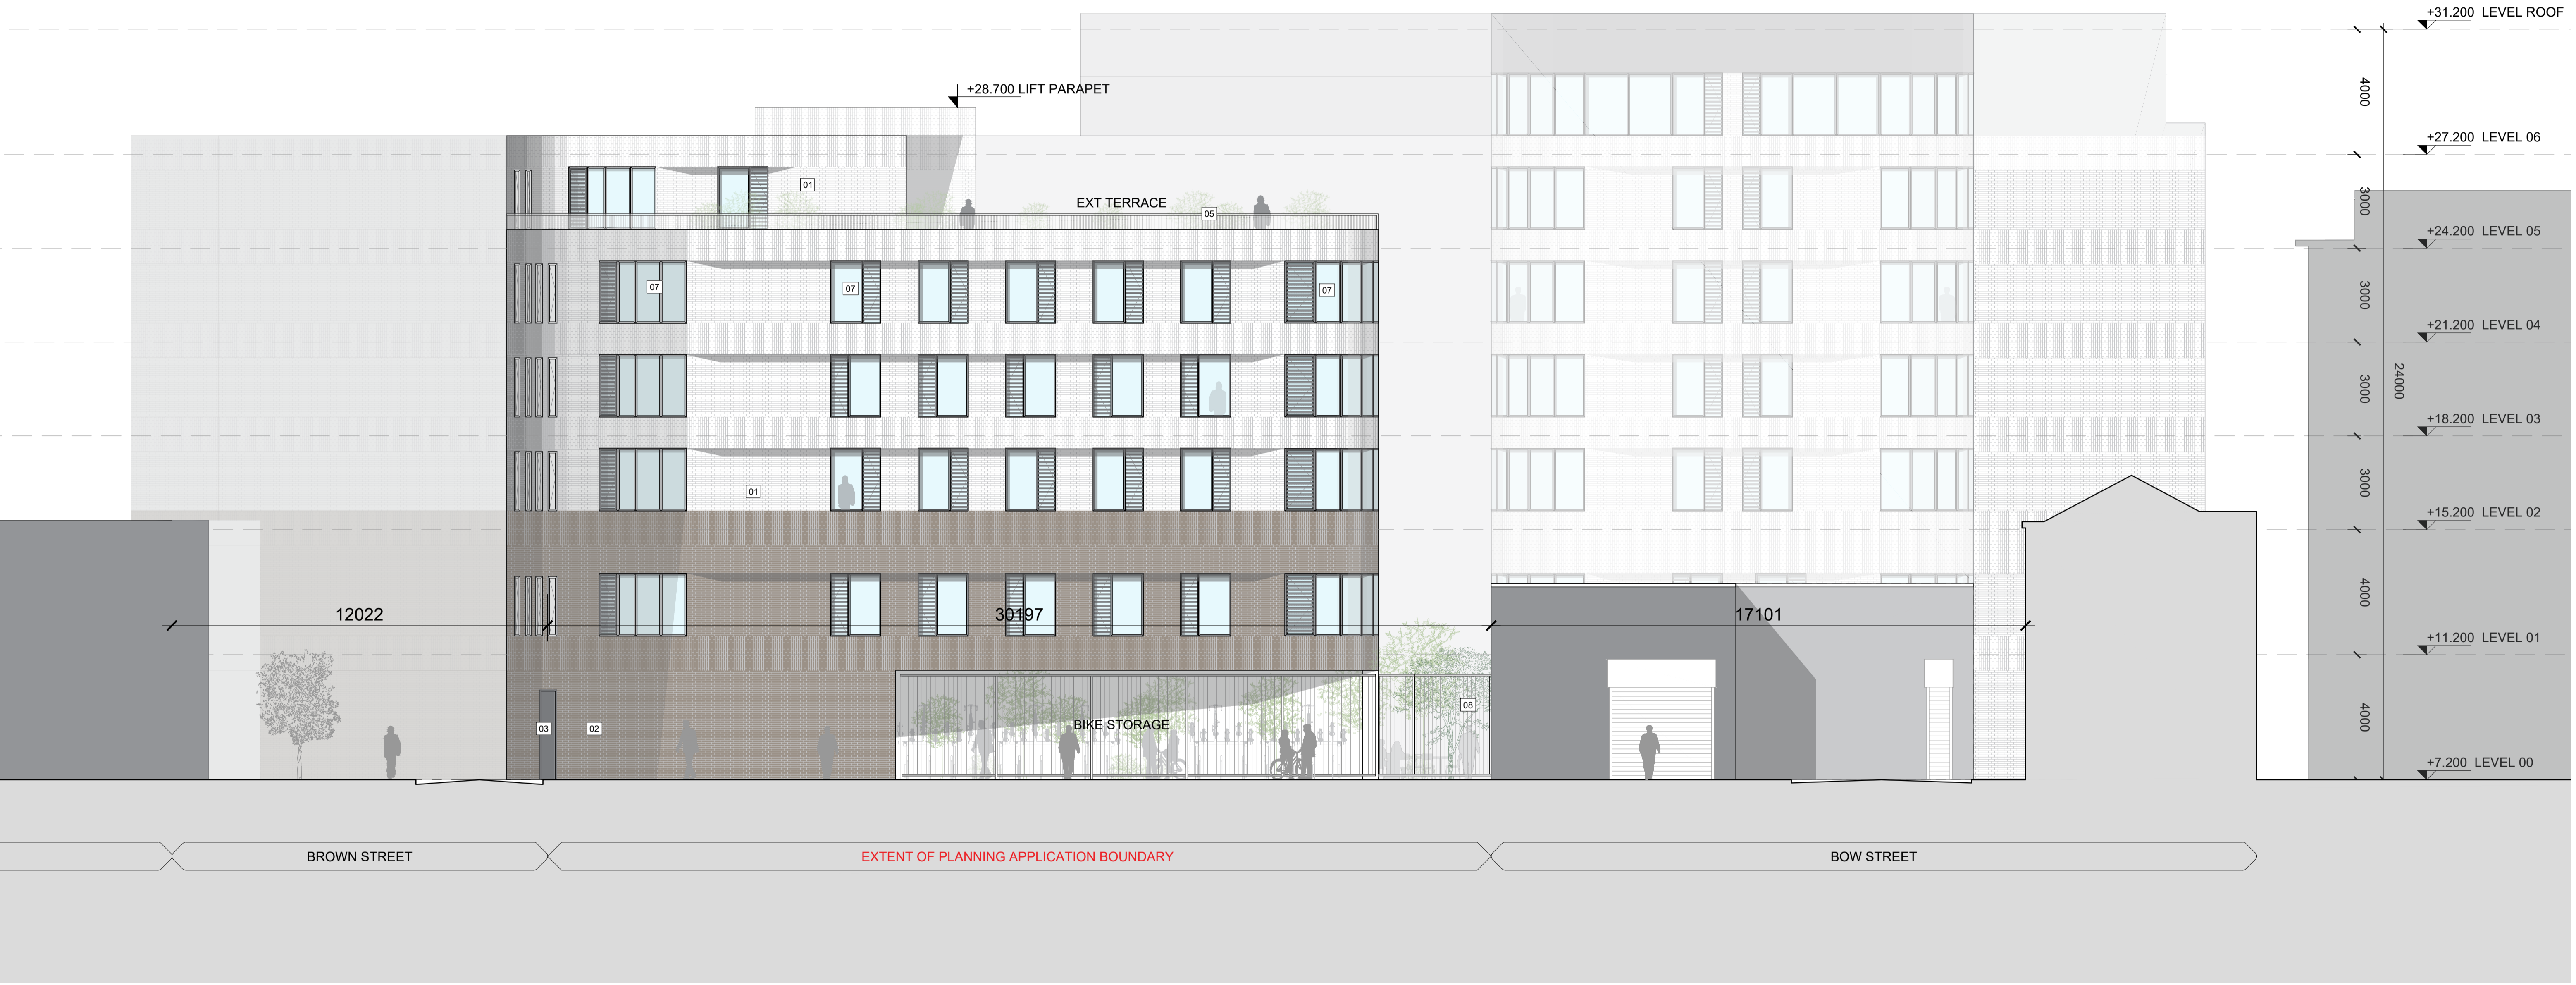 +31.200 LEVEL ROOF
+28.700 LIFT PARAPET
4000
+27.200 LEVEL 06
01
3000
EXT TERRACE
05
+24.200 LEVEL 05
07
07
07
3000
+21.200 LEVEL 04
3000
24000
+18.200 LEVEL 03
3000
01
+15.200 LEVEL 02
4000
12022
30197
17101
+11.200 LEVEL 01
08
4000
03
02
BIKE STORAGE
+7.200 LEVEL 00
BROWN STREET
EXTENT OF PLANNING APPLICATION BOUNDARY
BOW STREET